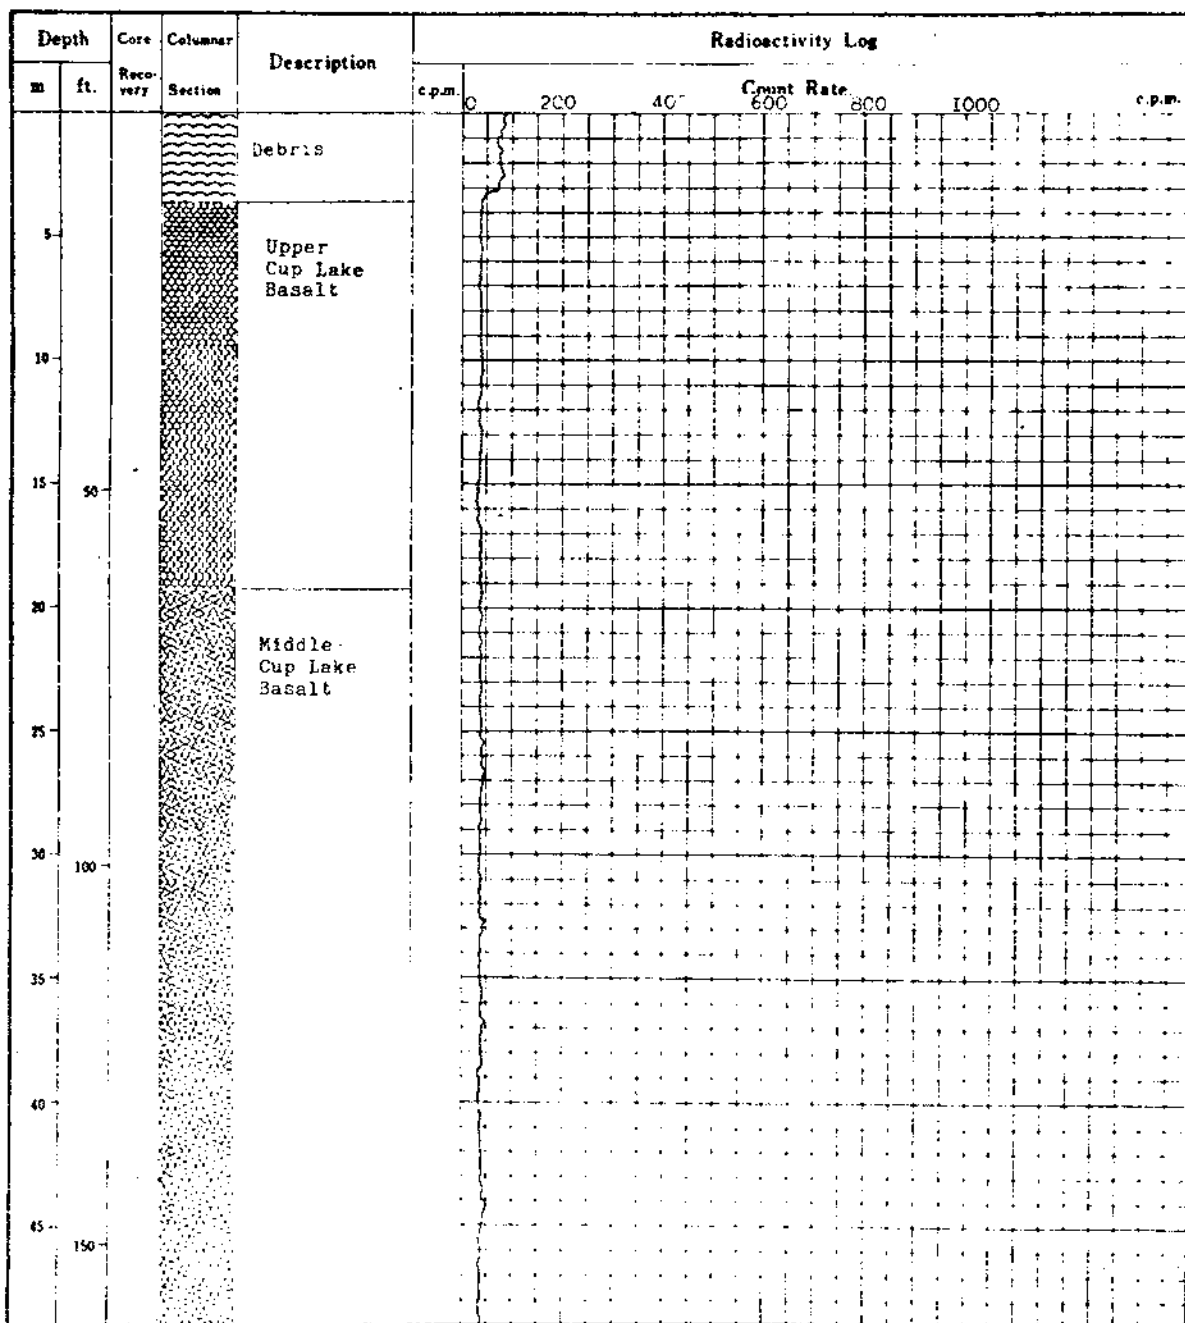 Depth
Core
Columnar
Description
Radioactivity Log
m
ft.
Reco-
very
Section
c.p.m.
Count Rate
c.p.m.
0 200 400 600 800 1000
Debris
5
Upper
Cup Lake
Basalt
10
15
50
20
Middle
Cup Lake
Basalt
25
30
100
35
40
45
150